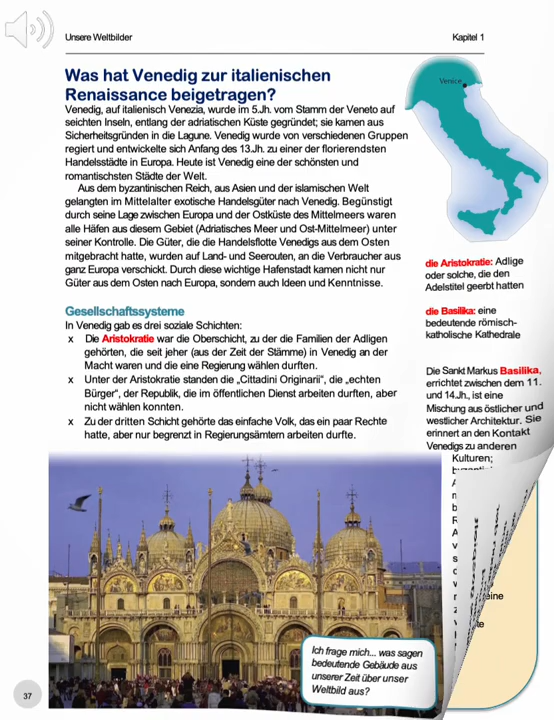 Unsere Weltbilder
Kapitel 1
Was hat Venedig zur italienischen
Renaissance beigetragen?
Venedig, auf italienisch Venezia, wurde im 5.Jh. vom Stamm der Veneto auf
seichten Inseln, entlang der adriatischen Küste gegründet; sie kamen aus
Sicherheitsgründen in die Lagune. Venedig wurde von verschiedenen Gruppen
regiert und entwickelte sich Anfang des 13.Jh. zu einer der florierendsten
Handelsstädte in Europa. Heute ist Venedig eine der schönsten und
romantischsten Städte der Welt.
Aus dem byzantinischen Reich, aus Asien und der islamischen Welt
gelangten im Mittelalter exotische Handelsgüter nach Venedig. Begünstigt
durch seine Lage zwischen Europa und der Ostküste des Mittelmeers waren
alle Häfen aus diesem Gebiet (Adriatisches Meer und Ost-Mittelmeer) unter
seiner Kontrolle. Die Güter, die die Handelsflotte Venedigs aus dem Osten
mitgebracht hatte, wurden auf Land- und Seerouten, an die Verbraucher aus
ganz Europa verschickt. Durch diese wichtige Hafenstadt kamen nicht nur
Güter aus dem Osten nach Europa, sondern auch Ideen und Kenntnisse.
Gesellschaftssysteme
In Venedig gab es drei soziale Schichten:
x Die Aristokratie war die Oberschicht, zu der die Familien der Adligen
gehörten, die seit jeher (aus der Zeit der Stämme) in Venedig an der
Macht waren und die eine Regierung wählen durften.
x Unter der Aristokratie standen die „Cittadini Originarii“, die „echten
Bürger“, der Republik, die im öffentlichen Dienst arbeiten durften, aber
nicht wählen konnten.
x Zu der dritten Schicht gehörte das einfache Volk, das ein paar Rechte
hatte, aber nur begrenzt in Regierungsämtern arbeiten durfte.
Venice
die Aristokratie: Adlige
oder solche, die den
Adelstitel geerbt hatten
die Basilika: eine
bedeutende römisch-
katholische Kathedrale
Die Sankt Markus Basilika,
errichtet zwischen dem 11.
und 14.Jh., ist eine
Mischung aus östlicher und
westlicher Architektur. Sie
erinnert an den Kontakt
Venedigs zu anderen
Kulturen;
Ich frage mich... was sagen
bedeutende Gebäude aus
unserer Zeit über unser
Weltbild aus?
37